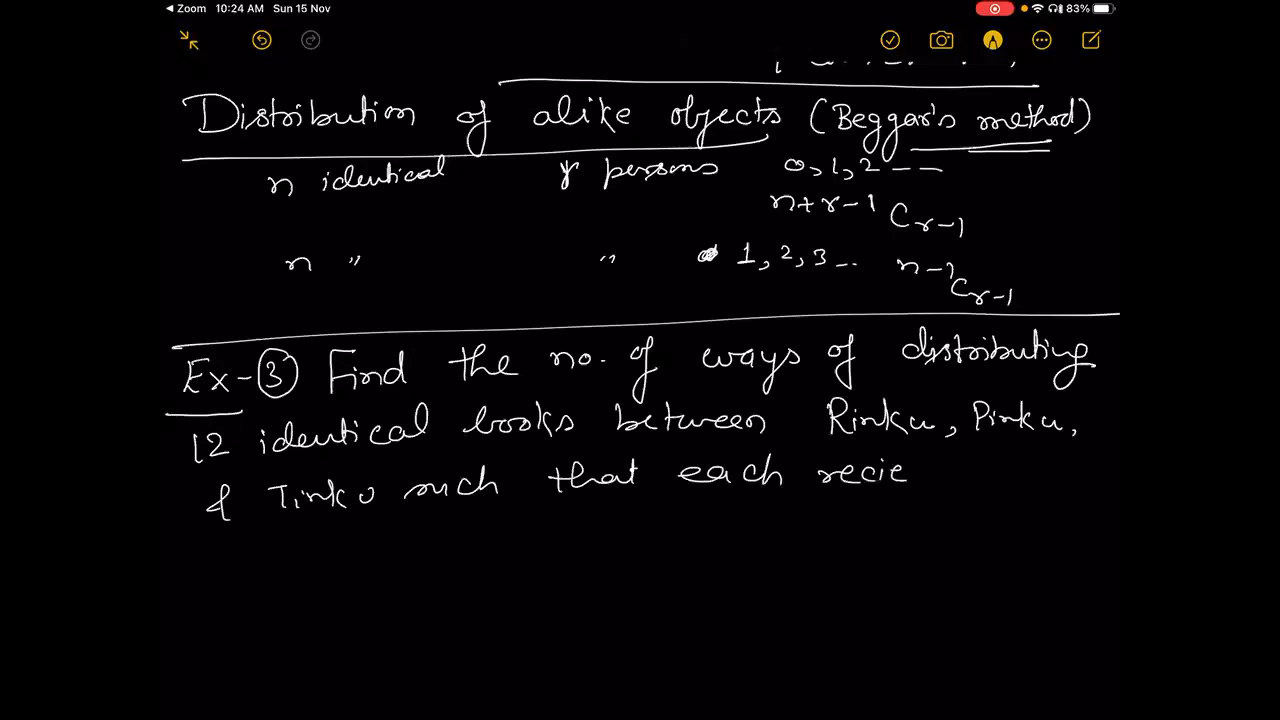 Zoom 10:24 AM Sun 15 Nov 83%
Distribution of alike objects (Beggar's method)
n identical r persons 0, 1, 2 --
n+r-1 C r-1
n " " 1, 2, 3 -- n-1 C r-1
Ex-3 Find the no. of ways of distributing
12 identical books between Rinku, Pinku,
& Tinku such that each recie